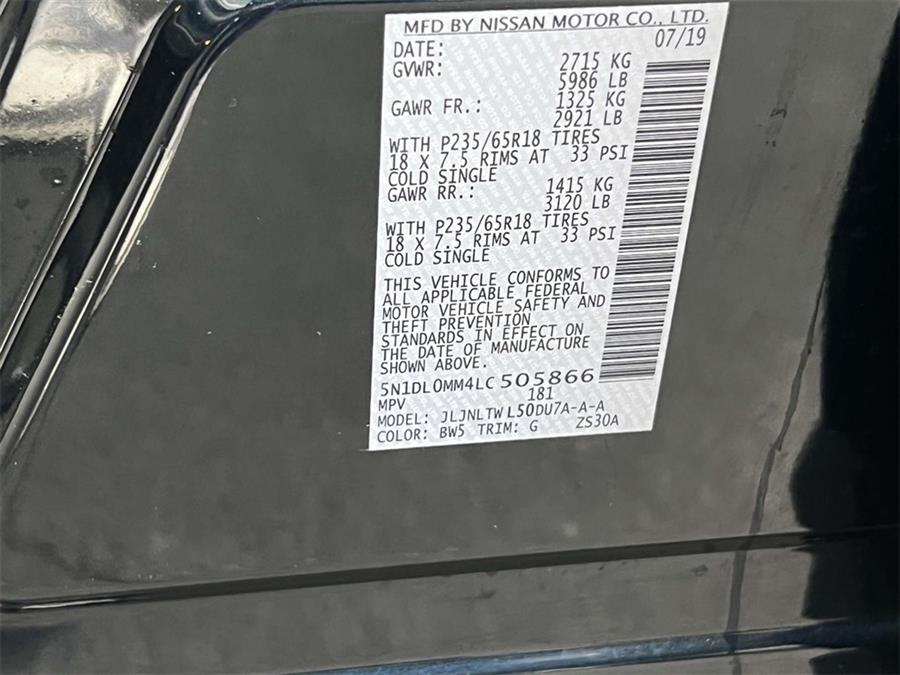 MFD BY NISSAN MOTOR CO., LTD.
DATE: 07/19
GVWR: 2715 KG
5986 LB
GAWR FR.: 1325 KG
2921 LB
WITH P235/65R18 TIRES
18 X 7.5 RIMS AT 33 PSI
COLD SINGLE
GAWR RR.: 1415 KG
3120 LB
WITH P235/65R18 TIRES
18 X 7.5 RIMS AT 33 PSI
COLD SINGLE
THIS VEHICLE CONFORMS TO
ALL APPLICABLE FEDERAL
MOTOR VEHICLE SAFETY AND
THEFT PREVENTION
STANDARDS IN EFFECT ON
THE DATE OF MANUFACTURE
SHOWN ABOVE.
5N1DL0MM4LC505866
MPV 181
MODEL: JLJNLTWL50DU7A-A-A
COLOR: BW5 TRIM: G ZS30A